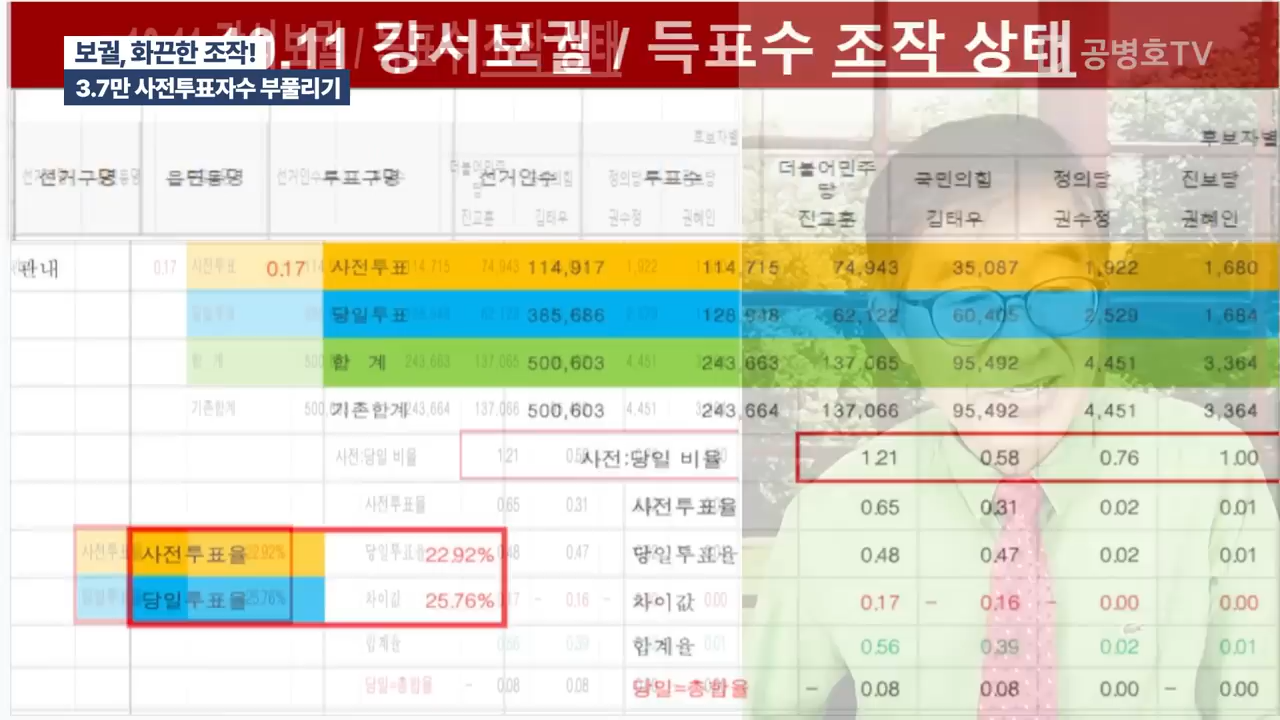 10.11 강서보궐 / 득표수 조작 상태
보궐, 화끈한 조작!
3.7만 사전투표자수 부풀리기
공병호TV
후보자별
선거구명 읍면동명 투표구명 선거인수 투표수 더불어민주당 국민의힘 정의당 진보당
진교훈 김태우 권수정 권혜인
관내 0.17 사전투표 114,917 114,715 74,943 35,087 1,922 1,680
당일투표 385,686 128,948 62,122 60,405 2,529 1,684
합 계 500,603 243,663 137,065 95,492 4,451 3,364
기존합계 500,603 243,664 137,066 95,492 4,451 3,364
사전:당일 비율 1.21 0.58 0.76 1.00
사전투표율 0.65 0.31 0.02 0.01
사전투표율 22.92% 당일투표율 0.48 0.47 0.02 0.01
당일투표율 25.76% 차이값 0.17 - 0.16 - 0.00 0.00
합계율 0.56 0.39 0.02 0.01
당일=총합율 - 0.08 0.08 0.00 - 0.00